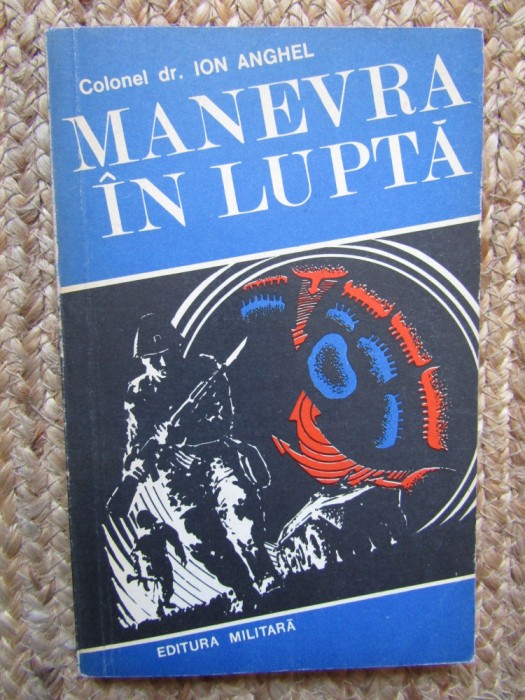 Colonel dr. ION ANGHEL
MANEVRA
ÎN LUPTĂ
EDITURA MILITARĂ